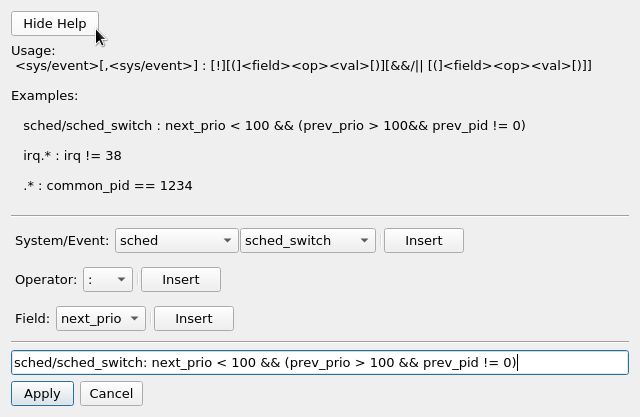 Hide Help
Usage:
<sys/event>[,<sys/event>] : [!][(]<field><op><val>[)][&&/|| [(]<field><op><val>[)]]
Examples:
sched/sched_switch : next_prio < 100 && (prev_prio > 100&& prev_pid != 0)
irq.* : irq != 38
.* : common_pid == 1234
System/Event: sched sched_switch Insert
Operator: : Insert
Field: next_prio Insert
sched/sched_switch: next_prio < 100 && (prev_prio > 100 && prev_pid != 0)
Apply Cancel